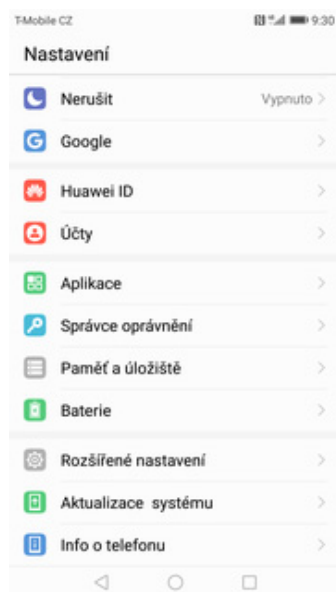 T-Mobile CZ 9:30
Nastavení
Nerušit Vypnuto
Google
Huawei ID
Účty
Aplikace
Správce oprávnění
Paměť a úložiště
Baterie
Rozšířené nastavení
Aktualizace systému
Info o telefonu